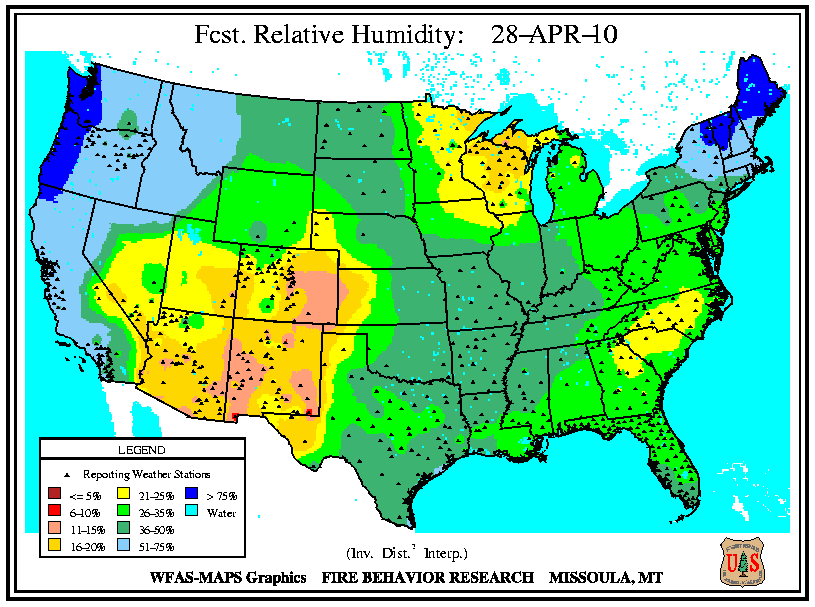 Fcst. Relative Humidity: 28-APR-10
LEGEND
Reporting Weather Stations
<= 5% 21-25% > 75%
6-10% 26-35% Water
11-15% 36-50%
16-20% 51-75%
(Inv. Dist.² Interp.)
WFAS-MAPS Graphics FIRE BEHAVIOR RESEARCH MISSOULA, MT
U S